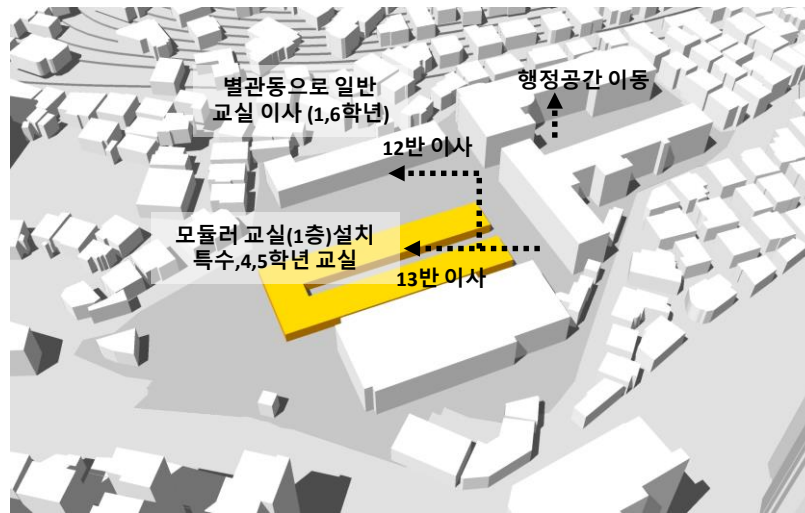 별관동으로 일반
교실 이사 (1,6학년)
행정공간 이동
12반 이사
모듈러 교실(1층)설치
특수,4,5학년 교실
13반 이사